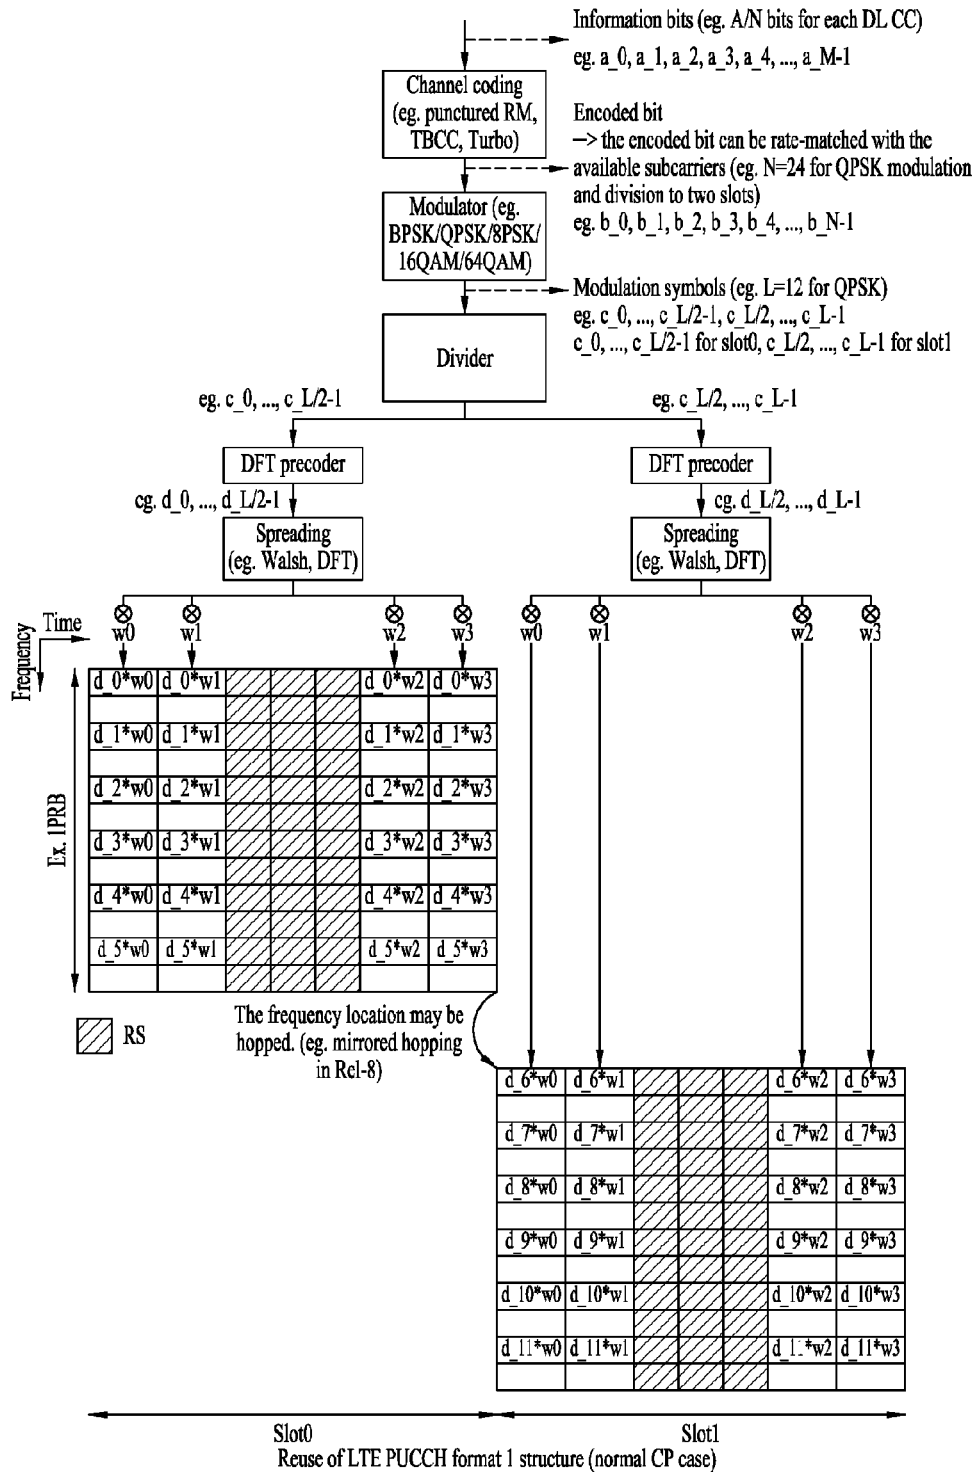 Information bits (eg. A/N bits for each DL CC)
eg. a_0, a_1, a_2, a_3, a_4, ..., a_M-1
Channel coding
(eg. punctured RM,
TBCC, Turbo)
Encoded bit
–> the encoded bit can be rate-matched with the
available subcarriers (eg. N=24 for QPSK modulation
and division to two slots)
eg. b_0, b_1, b_2, b_3, b_4, ..., b_N-1
Modulator (eg.
BPSK/QPSK/8PSK/
16QAM/64QAM)
Modulation symbols (eg. L=12 for QPSK)
eg. c_0, ..., c_L/2-1, c_L/2, ..., c_L-1
c_0, ..., c_L/2-1 for slot0, c_L/2, ..., c_L-1 for slot1
Divider
eg. c_0, ..., c_L/2-1
eg. c_L/2, ..., c_L-1
DFT precoder
DFT precoder
cg. d_0, ..., d_L/2-1
cg. d_L/2, ..., d_L-1
Spreading
(eg. Walsh, DFT)
Spreading
(eg. Walsh, DFT)
Time
Frequency
w0 w1 w2 w3
w0 w1 w2 w3
Ex. 1PRB
d_0*w0 d_0*w1 d_0*w2 d_0*w3
d_1*w0 d_1*w1 d_1*w2 d_1*w3
d_2*w0 d_2*w1 d_2*w2 d_2*w3
d_3*w0 d_3*w1 d_3*w2 d_3*w3
d_4*w0 d_4*w1 d_4*w2 d_4*w3
d_5*w0 d_5*w1 d_5*w2 d_5*w3
RS
The frequency location may be
hopped. (eg. mirrored hopping
in Rcl-8)
d_6*w0 d_6*w1 d_6*w2 d_6*w3
d_7*w0 d_7*w1 d_7*w2 d_7*w3
d_8*w0 d_8*w1 d_8*w2 d_8*w3
d_9*w0 d_9*w1 d_9*w2 d_9*w3
d_10*w0 d_10*w1 d_10*w2 d_10*w3
d_11*w0 d_11*w1 d_11*w2 d_11*w3
Slot0 Slot1
Reuse of LTE PUCCH format 1 structure (normal CP case)